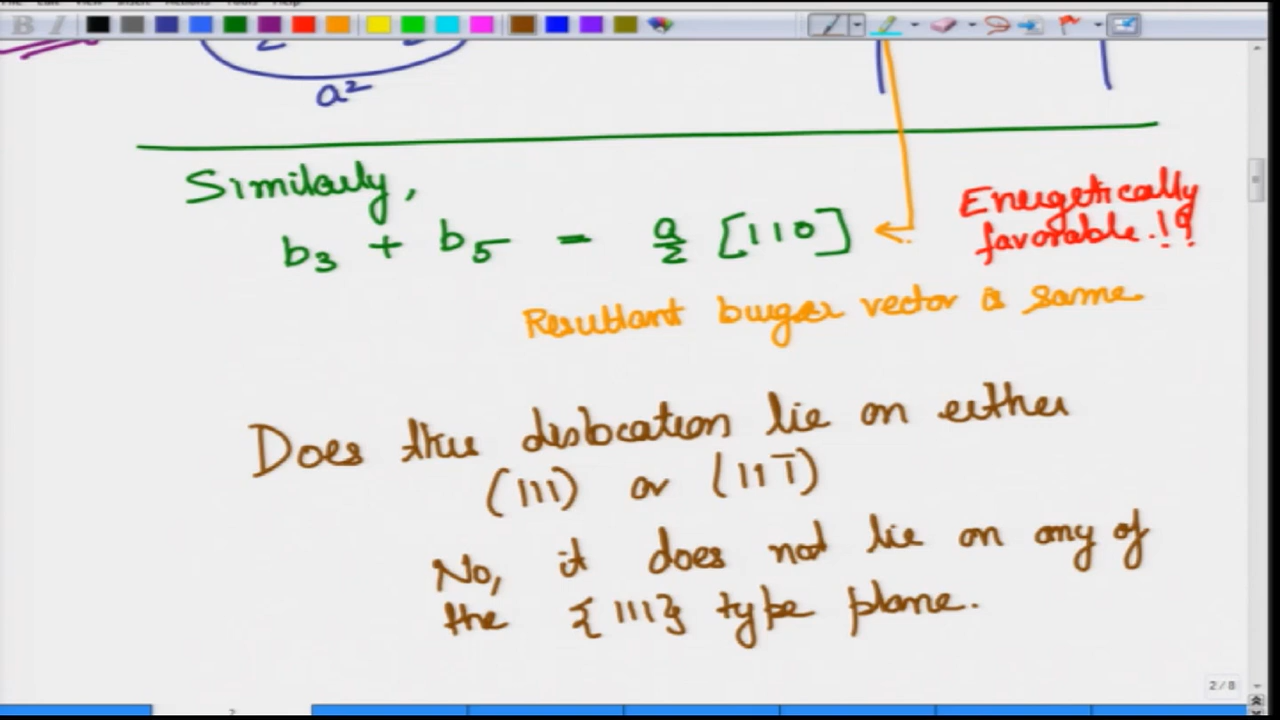 a²
Similarly,
b₃ + b₅ = a/2 [110]
Energetically
favorable.!!
Resultant burger vector is same
Does this dislocation lie on either
(111) or (111̄)
No, it does not lie on any of
the {111} type plane.
2/8